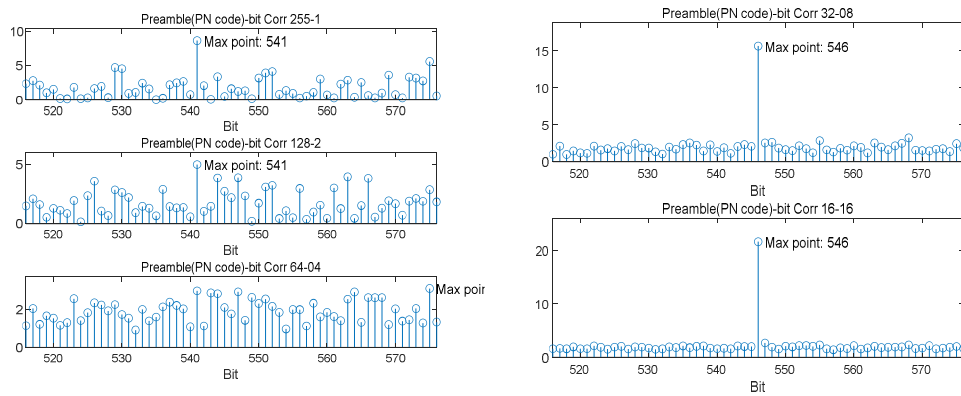 Preamble(PN code)-bit Corr 255-1
10
5
0
Max point: 541
520 530 540 550 560 570
Bit
Preamble(PN code)-bit Corr 128-2
5
0
Max point: 541
520 530 540 550 560 570
Bit
Preamble(PN code)-bit Corr 64-04
2
0
Max poir
520 530 540 550 560 570
Bit
Preamble(PN code)-bit Corr 32-08
15
10
5
0
Max point: 546
520 530 540 550 560 570
Bit
Preamble(PN code)-bit Corr 16-16
20
10
0
Max point: 546
520 530 540 550 560 570
Bit